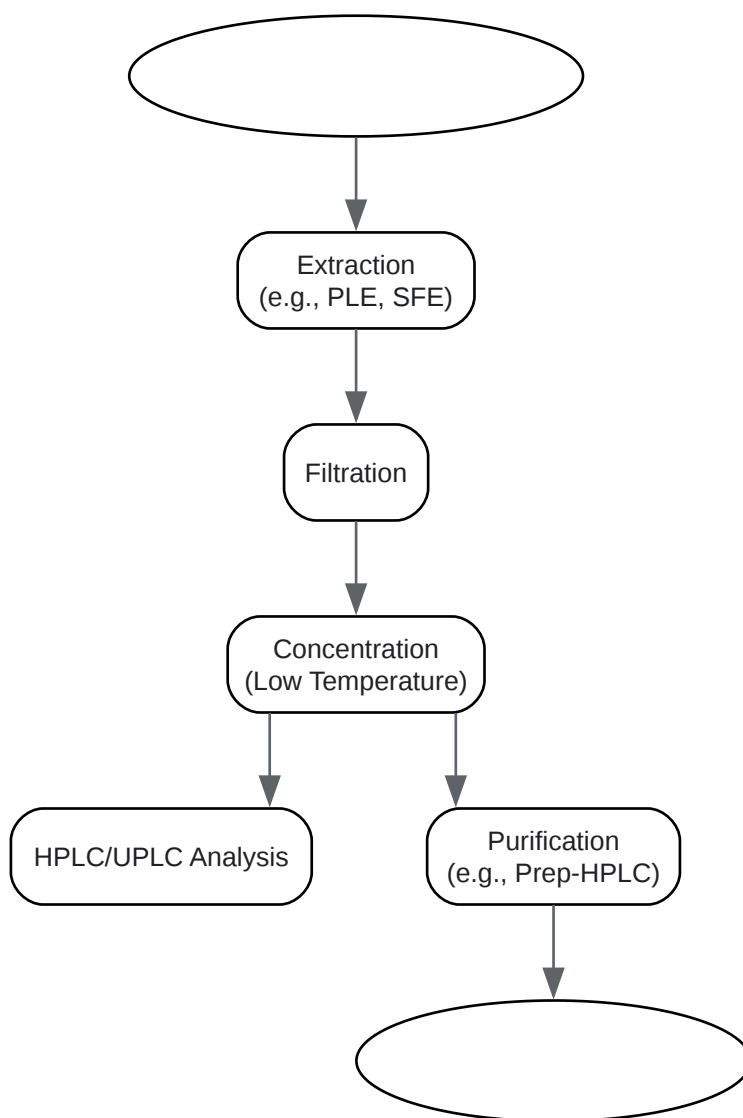 Extraction
(e.g., PLE, SFE)
Filtration
Concentration
(Low Temperature)
HPLC/UPLC Analysis
Purification
(e.g., Prep-HPLC)